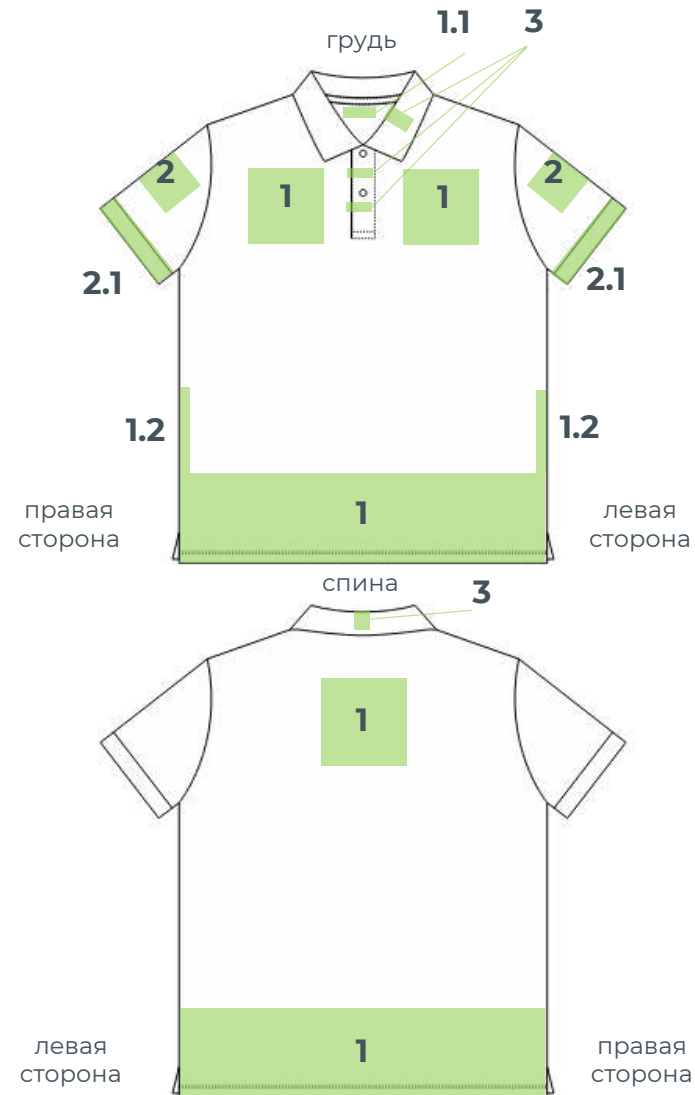 1.1
3
грудь
2
2
1
1
2.1
2.1
1.2
1.2
правая
сторона
1
левая
сторона
спина
3
1
левая
сторона
1
правая
сторона